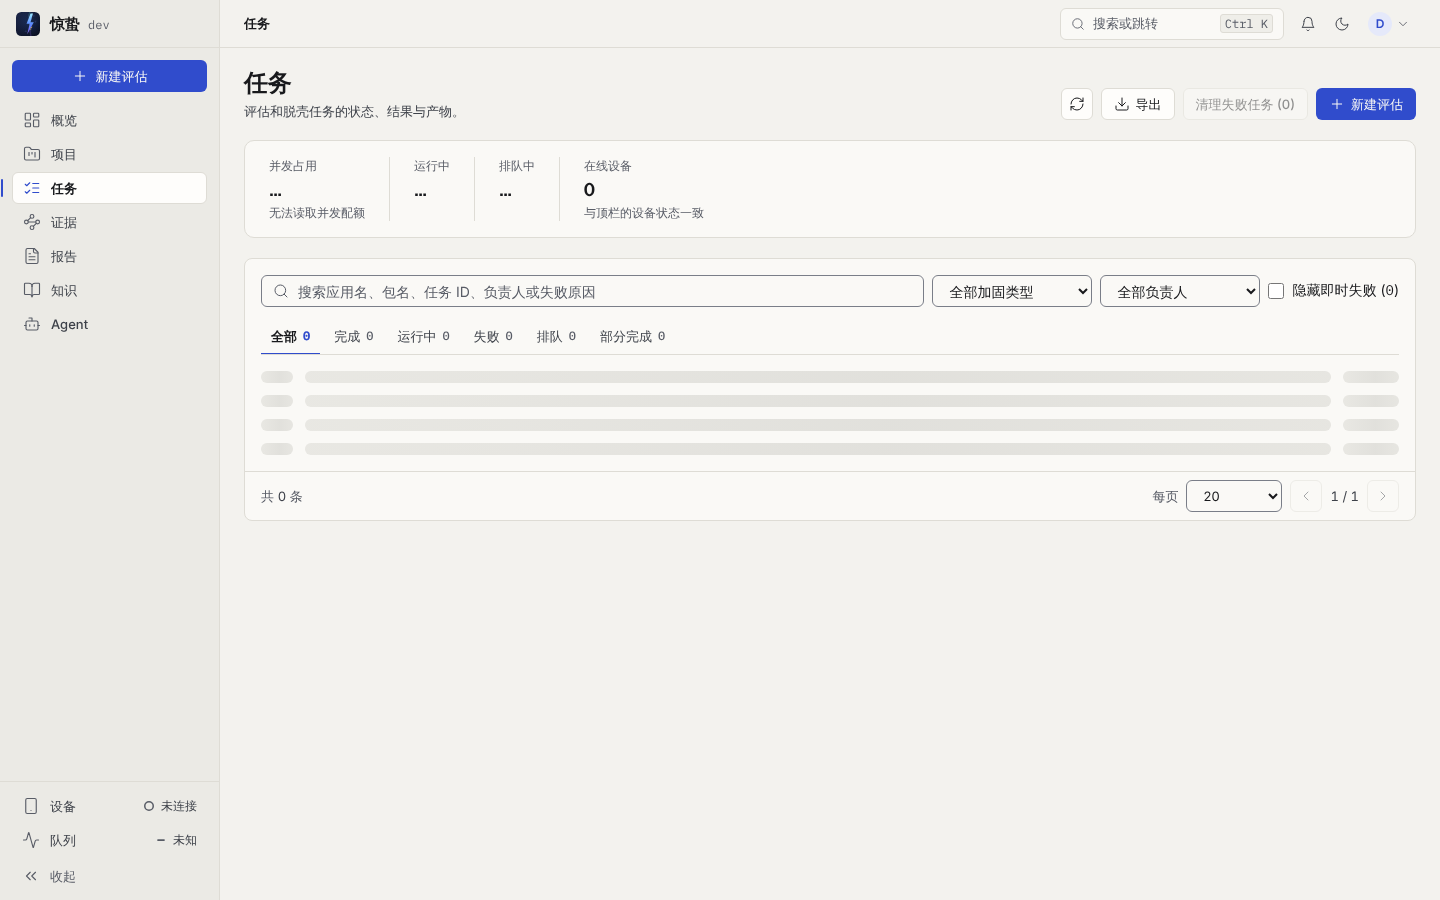 惊蛰 dev
任务
搜索或跳转 Ctrl K
D
新建评估
概览
项目
任务
证据
报告
知识
Agent
设备 未连接
队列 未知
收起
任务
评估和脱壳任务的状态、结果与产物。
导出
清理失败任务 (0)
新建评估
并发占用
...
无法读取并发配额
运行中
...
排队中
...
在线设备
0
与顶栏的设备状态一致
搜索应用名、包名、任务 ID、负责人或失败原因
全部加固类型
全部负责人
隐藏即时失败 (0)
全部 0 完成 0 运行中 0 失败 0 排队 0 部分完成 0
共 0 条
每页 20 1 / 1